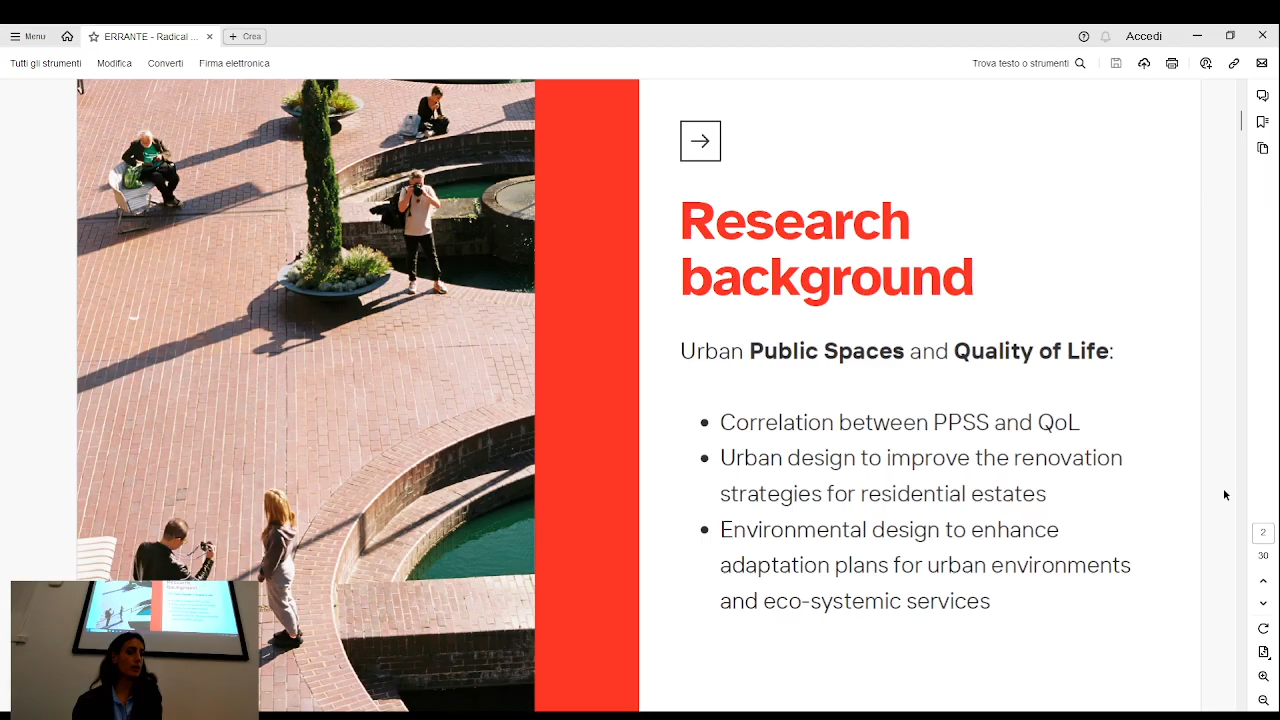 Menu
ERRANTE - Radical ...
Crea
Accedi
Tutti gli strumenti
Modifica
Converti
Firma elettronica
Trova testo o strumenti
Research
background
Urban Public Spaces and Quality of Life:
Correlation between PPSS and QoL
Urban design to improve the renovation
strategies for residential estates
Environmental design to enhance
adaptation plans for urban environments
and eco-systemic services
2
30
Research
background